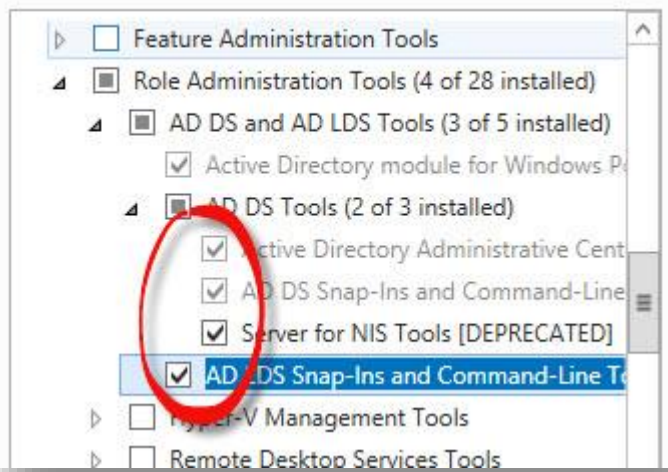 Feature Administration Tools
Role Administration Tools (4 of 28 installed)
AD DS and AD LDS Tools (3 of 5 installed)
Active Directory module for Windows Po
AD DS Tools (2 of 3 installed)
Active Directory Administrative Cent
AD DS Snap-Ins and Command-Line
Server for NIS Tools [DEPRECATED]
AD LDS Snap-Ins and Command-Line To
Hyper-V Management Tools
Remote Desktop Services Tools